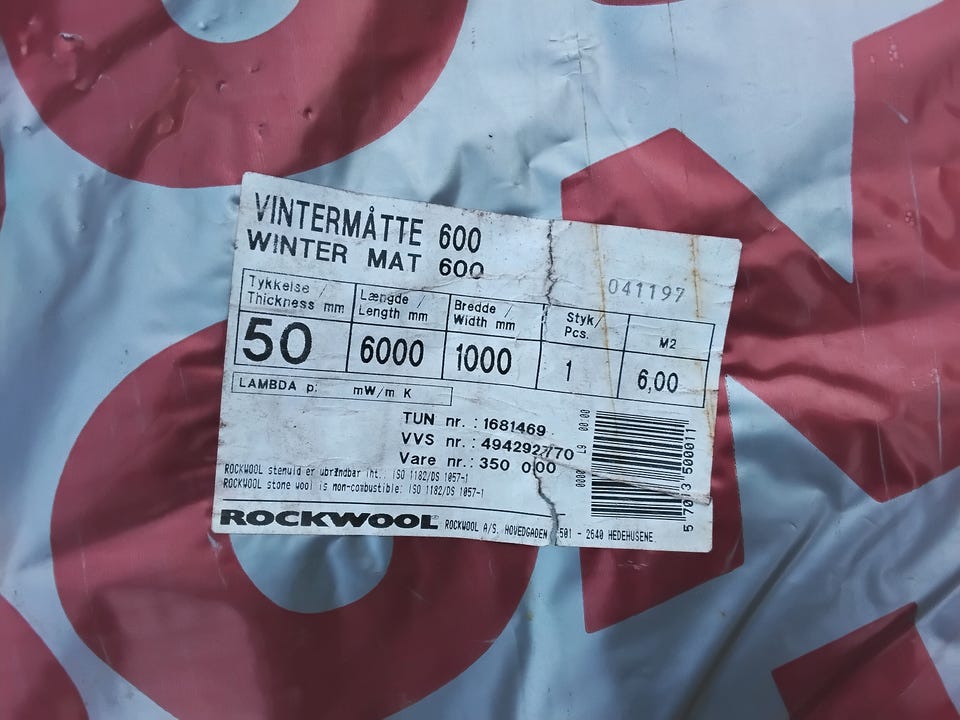 VINTERMÅTTE 600
WINTER MAT 600
041197
Tykkelse / Thickness mm
Længde / Length mm
Bredde / Width mm
Styk/ Pcs.
M2
50
6000
1000
1
6,00
LAMBDA p: mW/m K
TUN nr. : 1681469
VVS nr. : 494292770
Vare nr.: 350 000
ROCKWOOL stenuld er ubrændbar iht.: ISO 1182/DS 1057-1
ROCKWOOL stone wool is non-combustible: ISO 1182/DS 1057-1
ROCKWOOL ROCKWOOL A/S. HOVEDGADEN 501 - 2640 HEDEHUSENE